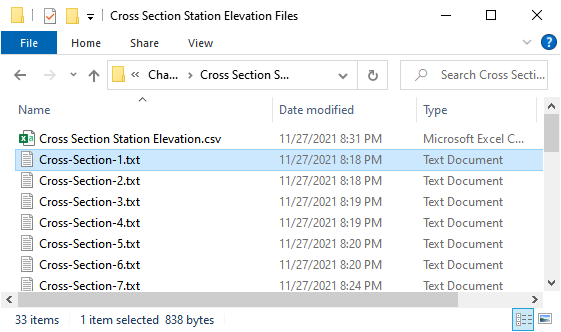 Cross Section Station Elevation Files
File Home Share View
Cha... Cross Section S... Search Cross Secti...
Name Date modified Type
Cross Section Station Elevation.csv 11/27/2021 8:31 PM Microsoft Excel C...
Cross-Section-1.txt 11/27/2021 8:18 PM Text Document
Cross-Section-2.txt 11/27/2021 8:18 PM Text Document
Cross-Section-3.txt 11/27/2021 8:19 PM Text Document
Cross-Section-4.txt 11/27/2021 8:19 PM Text Document
Cross-Section-5.txt 11/27/2021 8:20 PM Text Document
Cross-Section-6.txt 11/27/2021 8:20 PM Text Document
Cross-Section-7.txt 11/27/2021 8:24 PM Text Document
33 items 1 item selected 838 bytes